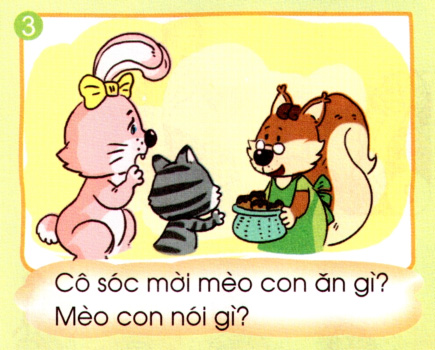 3
Cô sóc mời mèo con ăn gì?
Mèo con nói gì?